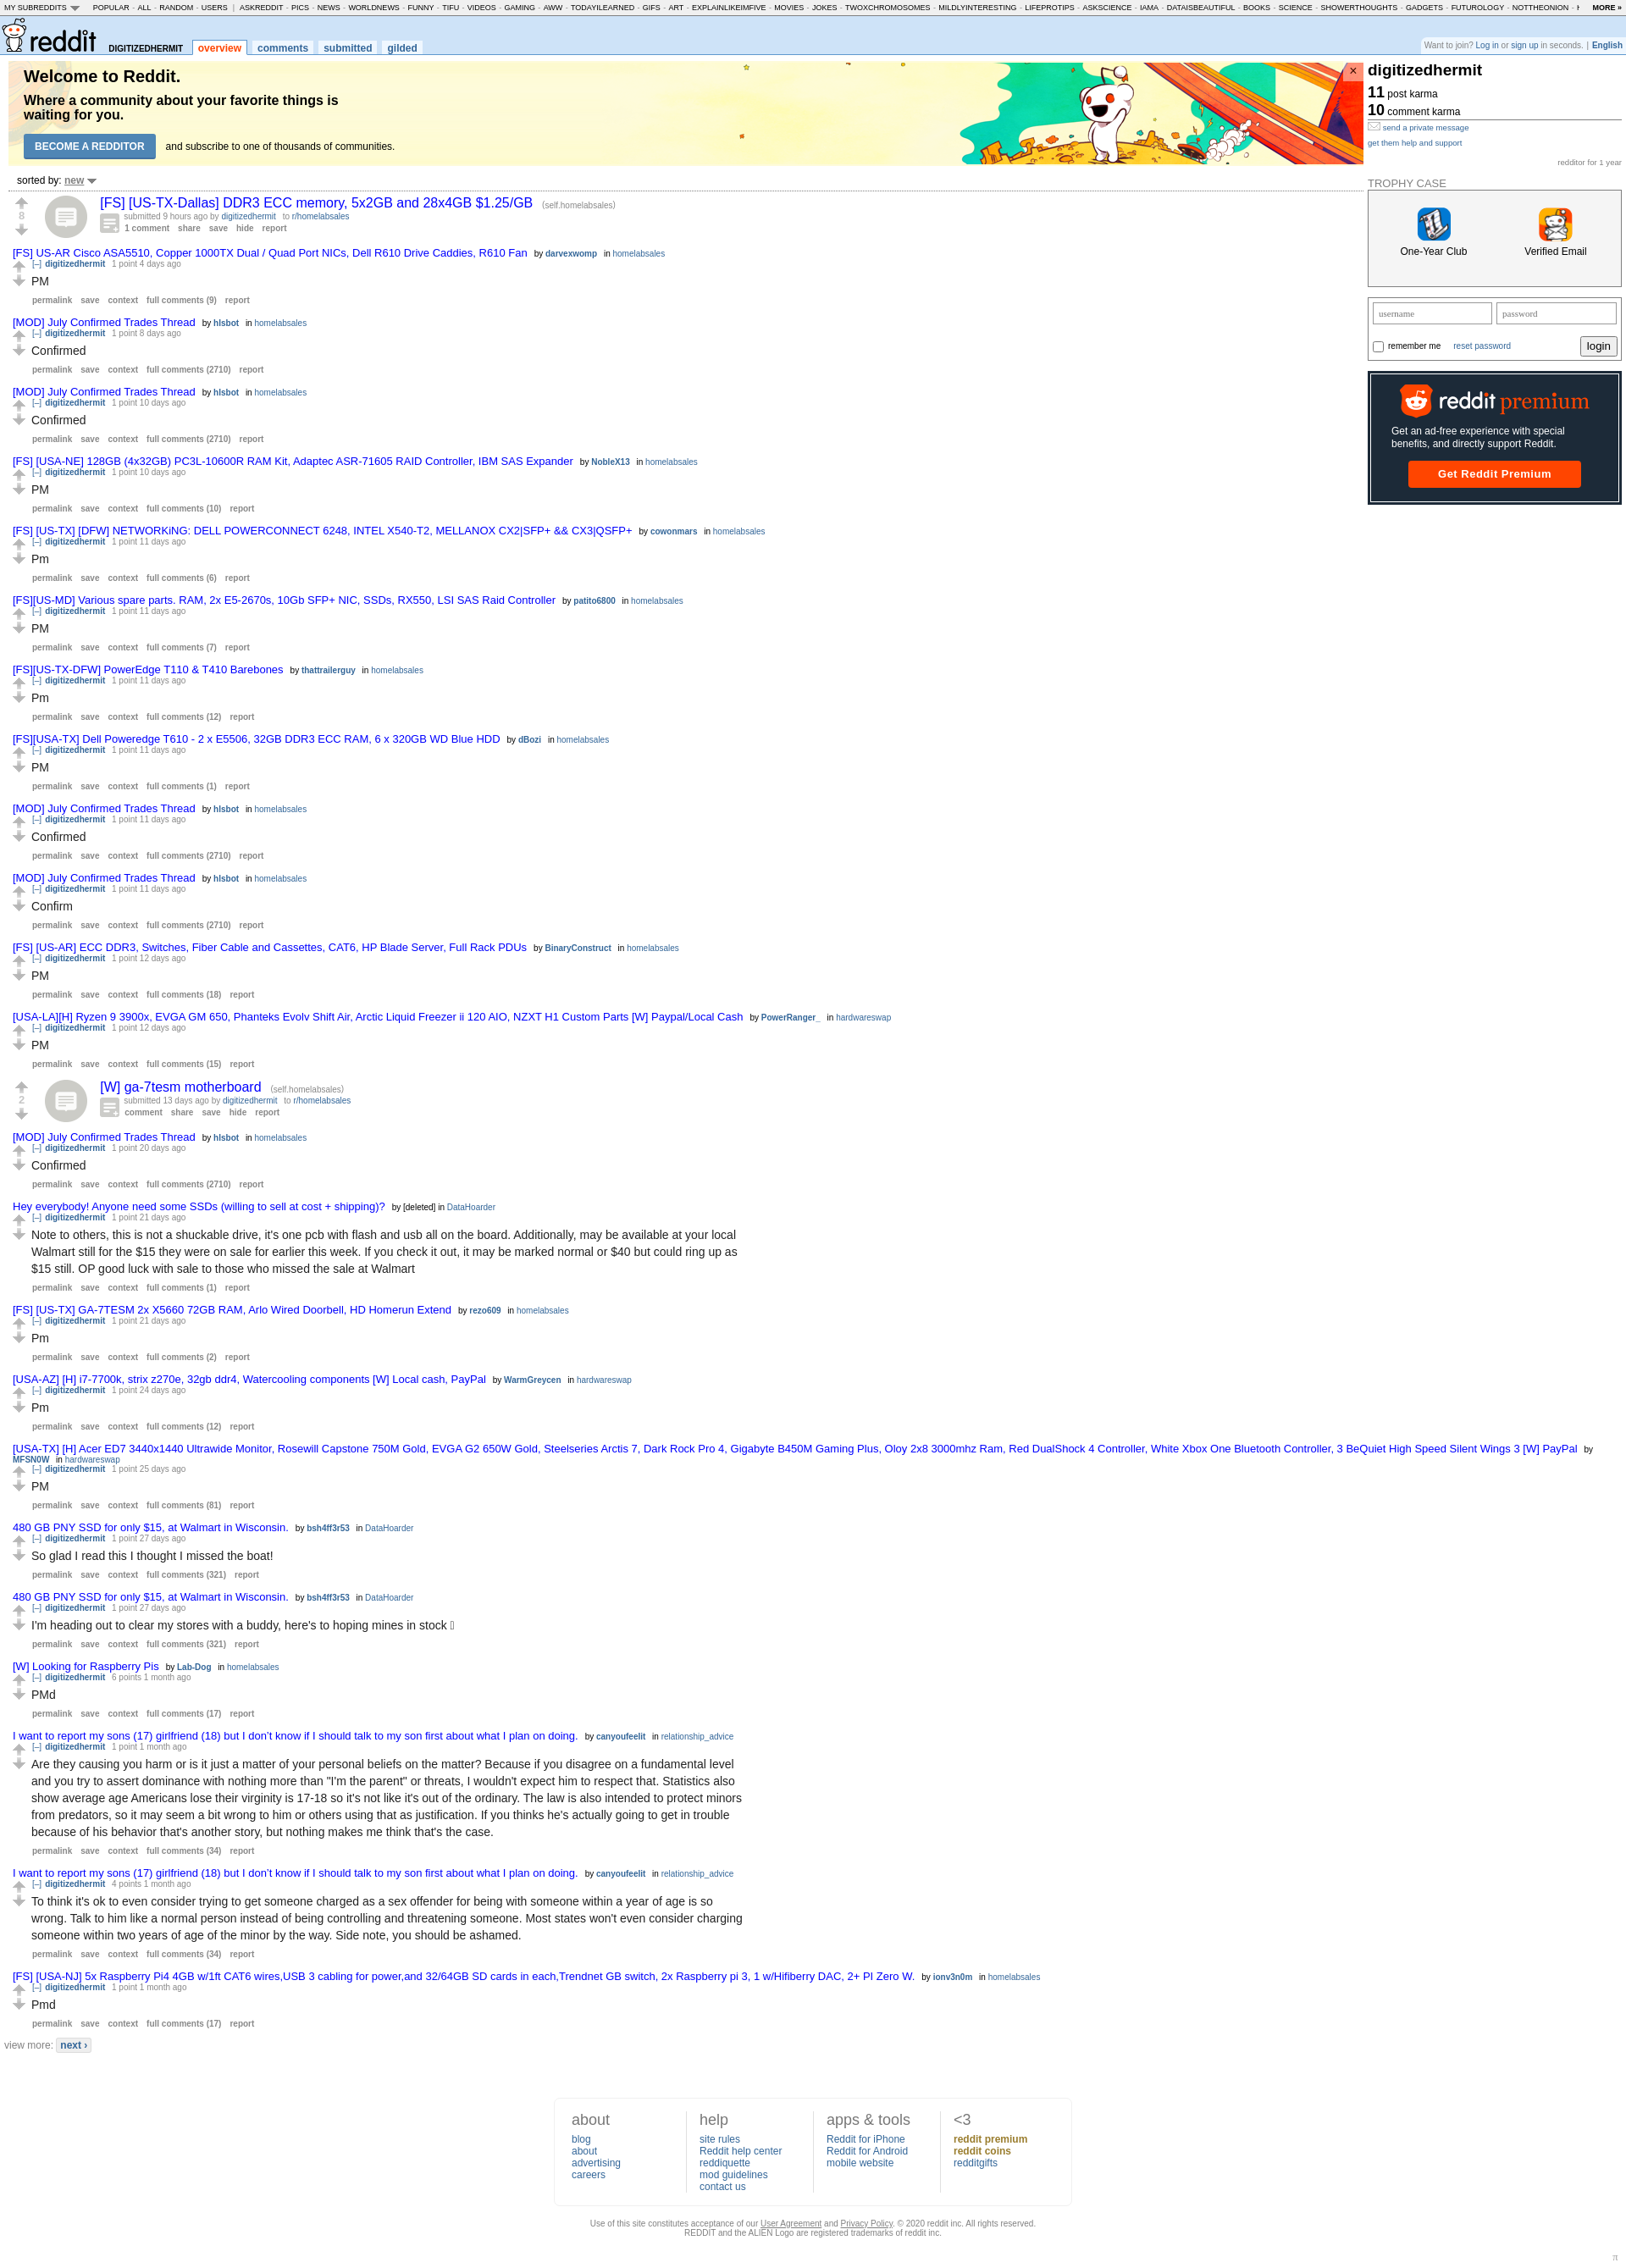 MY SUBREDDITS POPULAR - ALL - RANDOM - USERS | ASKREDDIT - PICS - NEWS - WORLDNEWS - FUNNY - TIFU - VIDEOS - GAMING - AWW - TODAYILEARNED - GIFS - ART - EXPLAINLIKEIMFIVE - MOVIES - JOKES - TWOXCHROMOSOMES - MILDLYINTERESTING - LIFEPROTIPS - ASKSCIENCE - IAMA - DATAISBEAUTIFUL - BOOKS - SCIENCE - SHOWERTHOUGHTS - GADGETS - FUTUROLOGY - NOTTHEONION - MORE »
reddit DIGITIZEDHERMIT overview comments submitted gilded
Want to join? Log in or sign up in seconds. | English
Welcome to Reddit.
Where a community about your favorite things is
waiting for you.
BECOME A REDDITOR and subscribe to one of thousands of communities.
×
digitizedhermit
11 post karma
10 comment karma
send a private message
get them help and support
redditor for 1 year
TROPHY CASE
One-Year Club Verified Email
username password
remember me reset password login
reddit premium
Get an ad-free experience with special
benefits, and directly support Reddit.
Get Reddit Premium
sorted by: new
[FS] [US-TX-Dallas] DDR3 ECC memory, 5x2GB and 28x4GB $1.25/GB (self.homelabsales)
8
submitted 9 hours ago by digitizedhermit to r/homelabsales
1 comment share save hide report
[FS] US-AR Cisco ASA5510, Copper 1000TX Dual / Quad Port NICs, Dell R610 Drive Caddies, R610 Fan by darvexwomp in homelabsales
[–] digitizedhermit 1 point 4 days ago
PM
permalink save context full comments (9) report
[MOD] July Confirmed Trades Thread by hlsbot in homelabsales
[–] digitizedhermit 1 point 8 days ago
Confirmed
permalink save context full comments (2710) report
[MOD] July Confirmed Trades Thread by hlsbot in homelabsales
[–] digitizedhermit 1 point 10 days ago
Confirmed
permalink save context full comments (2710) report
[FS] [USA-NE] 128GB (4x32GB) PC3L-10600R RAM Kit, Adaptec ASR-71605 RAID Controller, IBM SAS Expander by NobleX13 in homelabsales
[–] digitizedhermit 1 point 10 days ago
PM
permalink save context full comments (10) report
[FS] [US-TX] [DFW] NETWORKiNG: DELL POWERCONNECT 6248, INTEL X540-T2, MELLANOX CX2|SFP+ && CX3|QSFP+ by cowonmars in homelabsales
[–] digitizedhermit 1 point 11 days ago
Pm
permalink save context full comments (6) report
[FS][US-MD] Various spare parts. RAM, 2x E5-2670s, 10Gb SFP+ NIC, SSDs, RX550, LSI SAS Raid Controller by patito6800 in homelabsales
[–] digitizedhermit 1 point 11 days ago
PM
permalink save context full comments (7) report
[FS][US-TX-DFW] PowerEdge T110 & T410 Barebones by thattrailerguy in homelabsales
[–] digitizedhermit 1 point 11 days ago
Pm
permalink save context full comments (12) report
[FS][USA-TX] Dell Poweredge T610 - 2 x E5506, 32GB DDR3 ECC RAM, 6 x 320GB WD Blue HDD by dBozi in homelabsales
[–] digitizedhermit 1 point 11 days ago
PM
permalink save context full comments (1) report
[MOD] July Confirmed Trades Thread by hlsbot in homelabsales
[–] digitizedhermit 1 point 11 days ago
Confirmed
permalink save context full comments (2710) report
[MOD] July Confirmed Trades Thread by hlsbot in homelabsales
[–] digitizedhermit 1 point 11 days ago
Confirm
permalink save context full comments (2710) report
[FS] [US-AR] ECC DDR3, Switches, Fiber Cable and Cassettes, CAT6, HP Blade Server, Full Rack PDUs by BinaryConstruct in homelabsales
[–] digitizedhermit 1 point 12 days ago
PM
permalink save context full comments (18) report
[USA-LA][H] Ryzen 9 3900x, EVGA GM 650, Phanteks Evolv Shift Air, Arctic Liquid Freezer ii 120 AIO, NZXT H1 Custom Parts [W] Paypal/Local Cash by PowerRanger_ in hardwareswap
[–] digitizedhermit 1 point 12 days ago
PM
permalink save context full comments (15) report
[W] ga-7tesm motherboard (self.homelabsales)
2
submitted 13 days ago by digitizedhermit to r/homelabsales
comment share save hide report
[MOD] July Confirmed Trades Thread by hlsbot in homelabsales
[–] digitizedhermit 1 point 20 days ago
Confirmed
permalink save context full comments (2710) report
Hey everybody! Anyone need some SSDs (willing to sell at cost + shipping)? by [deleted] in DataHoarder
[–] digitizedhermit 1 point 21 days ago
Note to others, this is not a shuckable drive, it's one pcb with flash and usb all on the board. Additionally, may be available at your local
Walmart still for the $15 they were on sale for earlier this week. If you check it out, it may be marked normal or $40 but could ring up as
$15 still. OP good luck with sale to those who missed the sale at Walmart
permalink save context full comments (1) report
[FS] [US-TX] GA-7TESM 2x X5660 72GB RAM, Arlo Wired Doorbell, HD Homerun Extend by rezo609 in homelabsales
[–] digitizedhermit 1 point 21 days ago
Pm
permalink save context full comments (2) report
[USA-AZ] [H] i7-7700k, strix z270e, 32gb ddr4, Watercooling components [W] Local cash, PayPal by WarmGreycen in hardwareswap
[–] digitizedhermit 1 point 24 days ago
Pm
permalink save context full comments (12) report
[USA-TX] [H] Acer ED7 3440x1440 Ultrawide Monitor, Rosewill Capstone 750M Gold, EVGA G2 650W Gold, Steelseries Arctis 7, Dark Rock Pro 4, Gigabyte B450M Gaming Plus, Oloy 2x8 3000mhz Ram, Red DualShock 4 Controller, White Xbox One Bluetooth Controller, 3 BeQuiet High Speed Silent Wings 3 [W] PayPal by
MFSN0W in hardwareswap
[–] digitizedhermit 1 point 25 days ago
PM
permalink save context full comments (81) report
480 GB PNY SSD for only $15, at Walmart in Wisconsin. by bsh4ff3r53 in DataHoarder
[–] digitizedhermit 1 point 27 days ago
So glad I read this I thought I missed the boat!
permalink save context full comments (321) report
480 GB PNY SSD for only $15, at Walmart in Wisconsin. by bsh4ff3r53 in DataHoarder
[–] digitizedhermit 1 point 27 days ago
I'm heading out to clear my stores with a buddy, here's to hoping mines in stock
permalink save context full comments (321) report
[W] Looking for Raspberry Pis by Lab-Dog in homelabsales
[–] digitizedhermit 6 points 1 month ago
PMd
permalink save context full comments (17) report
I want to report my sons (17) girlfriend (18) but I don't know if I should talk to my son first about what I plan on doing. by canyoufeelit in relationship_advice
[–] digitizedhermit 1 point 1 month ago
Are they causing you harm or is it just a matter of your personal beliefs on the matter? Because if you disagree on a fundamental level
and you try to assert dominance with nothing more than "I'm the parent" or threats, I wouldn't expect him to respect that. Statistics also
show average age Americans lose their virginity is 17-18 so it's not like it's out of the ordinary. The law is also intended to protect minors
from predators, so it may seem a bit wrong to him or others using that as justification. If you thinks he's actually going to get in trouble
because of his behavior that's another story, but nothing makes me think that's the case.
permalink save context full comments (34) report
I want to report my sons (17) girlfriend (18) but I don't know if I should talk to my son first about what I plan on doing. by canyoufeelit in relationship_advice
[–] digitizedhermit 4 points 1 month ago
To think it's ok to even consider trying to get someone charged as a sex offender for being with someone within a year of age is so
wrong. Talk to him like a normal person instead of being controlling and threatening someone. Most states won't even consider charging
someone within two years of age of the minor by the way. Side note, you should be ashamed.
permalink save context full comments (34) report
[FS] [USA-NJ] 5x Raspberry Pi4 4GB w/1ft CAT6 wires,USB 3 cabling for power,and 32/64GB SD cards in each,Trendnet GB switch, 2x Raspberry pi 3, 1 w/Hifiberry DAC, 2+ PI Zero W. by ionv3n0m in homelabsales
[–] digitizedhermit 1 point 1 month ago
Pmd
permalink save context full comments (17) report
view more: next ›
about help apps & tools <3
blog site rules Reddit for iPhone reddit premium
about Reddit help center Reddit for Android reddit coins
advertising reddiquette mobile website redditgifts
careers mod guidelines
contact us
Use of this site constitutes acceptance of our User Agreement and Privacy Policy. © 2020 reddit inc. All rights reserved.
REDDIT and the ALIEN Logo are registered trademarks of reddit inc.
π